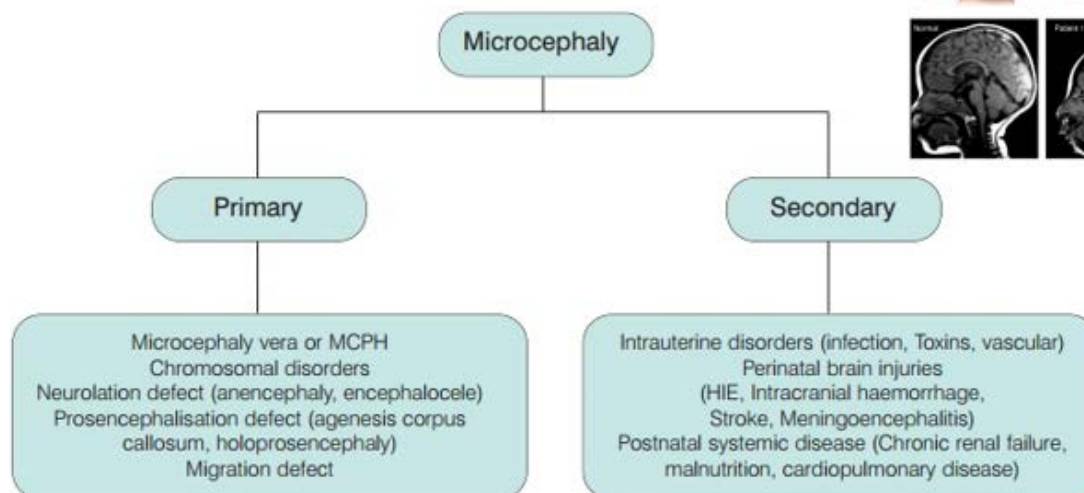 Microcephaly
Normal
Patient
Primary
Secondary
Microcephaly vera or MCPH
Chromosomal disorders
Neurolation defect (anencephaly, encephalocele)
Prosencephalisation defect (agenesis corpus
callosum, holoprosencephaly)
Migration defect
Intrauterine disorders (infection, Toxins, vascular)
Perinatal brain injuries
(HIE, Intracranial haemorrhage,
Stroke, Meningoencephalitis)
Postnatal systemic disease (Chronic renal failure,
malnutrition, cardiopulmonary disease)